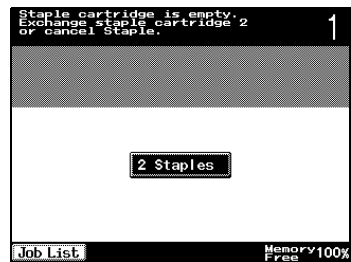 Staple cartridge is empty.
Exchange staple cartridge 2
or cancel Staple.
1
2 Staples
Job List
Memory 100%
Free